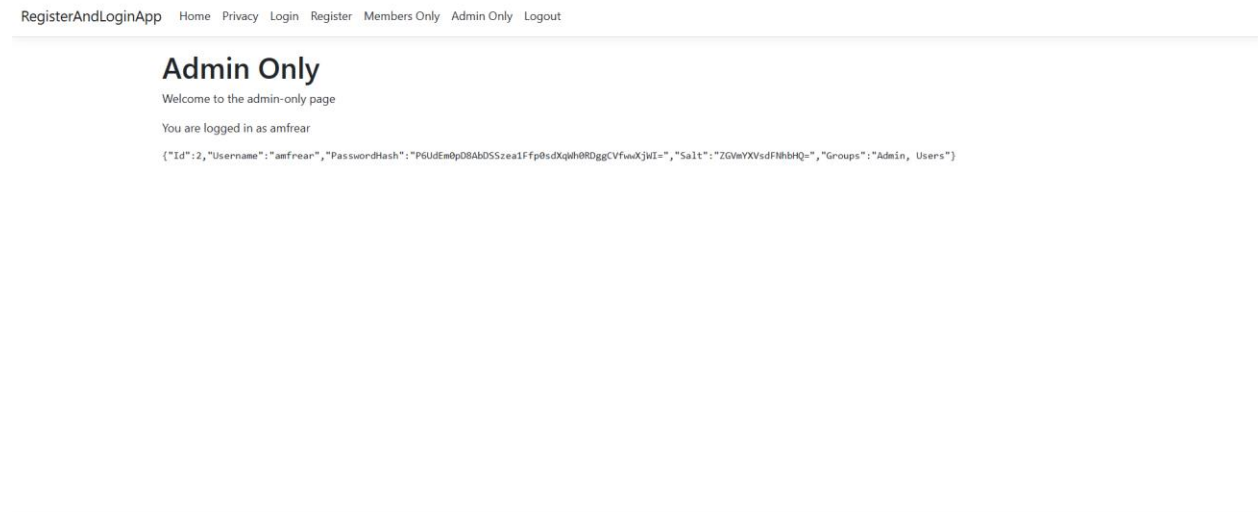 RegisterAndLoginApp Home Privacy Login Register Members Only Admin Only Logout
Admin Only
Welcome to the admin-only page
You are logged in as amfrear
{"Id":2,"Username":"amfrear","PasswordHash":"P6UdEm0pD8AbDSSzea1Ffp0sdXqWh0RDggCVfwwXjWI=","Salt":"ZGVmYXVsdFNhbHQ=","Groups":"Admin, Users"}